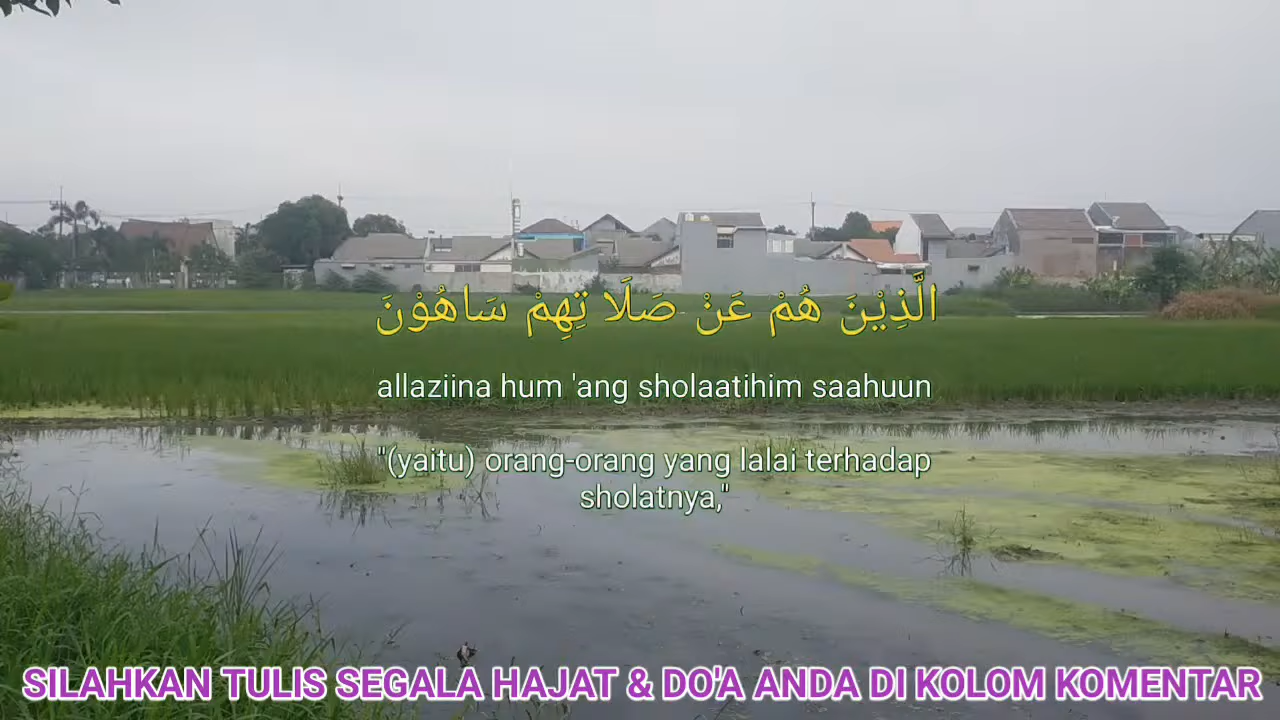 الَّذِيْنَ هُمْ عَنْ صَلَا تِهِمْ سَاهُوْنَ
allaziina hum 'ang sholaatihim saahuun
"(yaitu) orang-orang yang lalai terhadap
sholatnya,"
SILAHKAN TULIS SEGALA HAJAT & DO'A ANDA DI KOLOM KOMENTAR